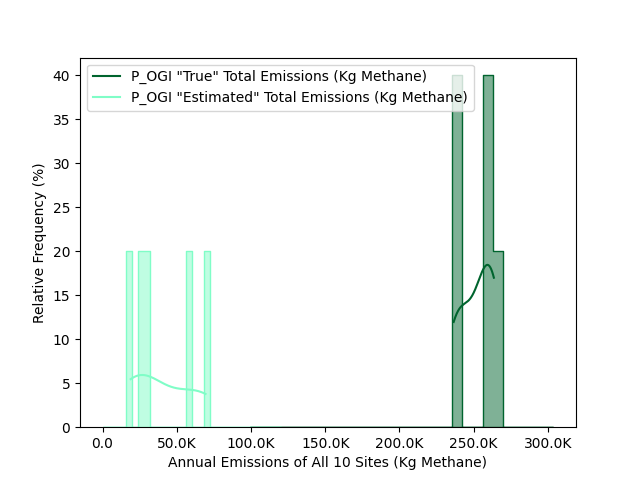 P_OGI "True" Total Emissions (Kg Methane)
P_OGI "Estimated" Total Emissions (Kg Methane)
40
35
30
25
20
15
10
5
0
Relative Frequency (%)
0.0 50.0K 100.0K 150.0K 200.0K 250.0K 300.0K
Annual Emissions of All 10 Sites (Kg Methane)